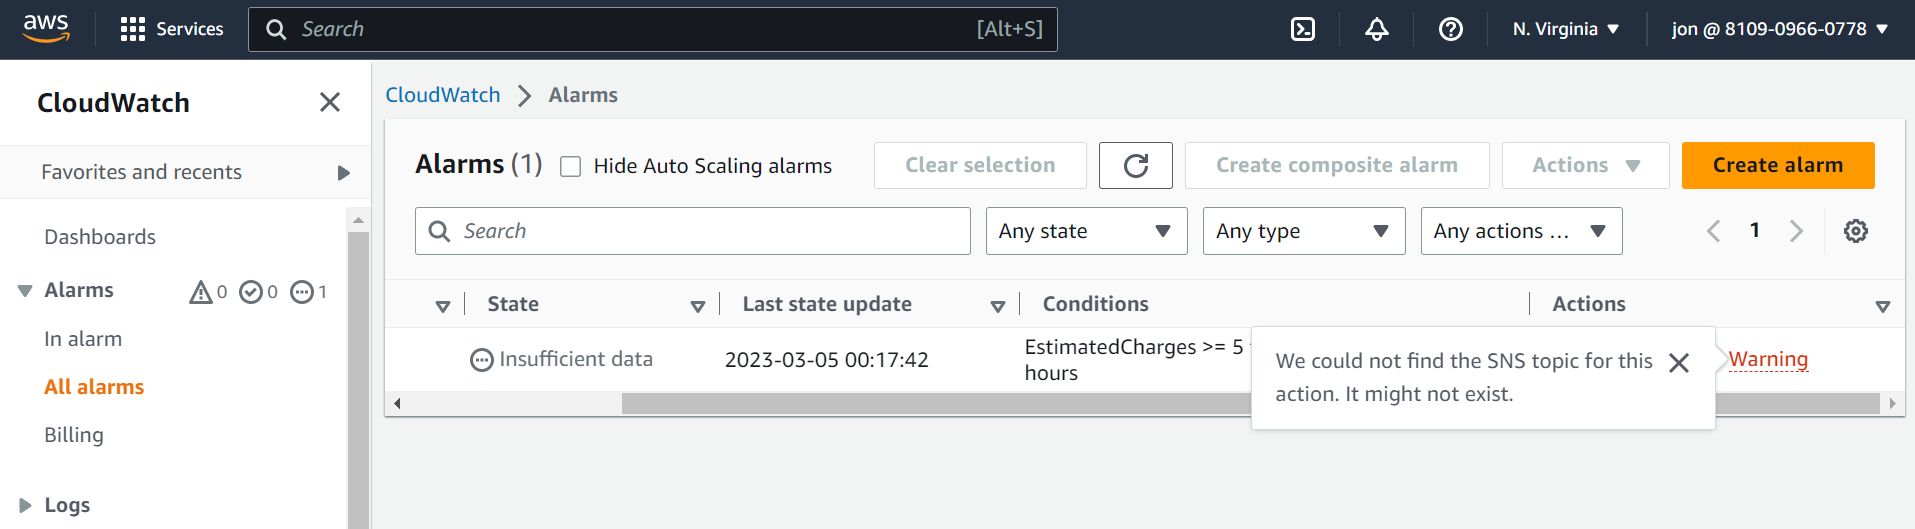 aws
Services
Search
[Alt+S]
N. Virginia
jon @ 8109-0966-0778
CloudWatch
Favorites and recents
Dashboards
Alarms 0 0 1
In alarm
All alarms
Billing
Logs
CloudWatch Alarms
Alarms (1)
Hide Auto Scaling alarms
Clear selection
Create composite alarm
Actions
Create alarm
Search
Any state
Any type
Any actions ...
1
State
Last state update
Conditions
Actions
Insufficient data
2023-03-05 00:17:42
EstimatedCharges >= 5
hours
We could not find the SNS topic for this
action. It might not exist.
Warning